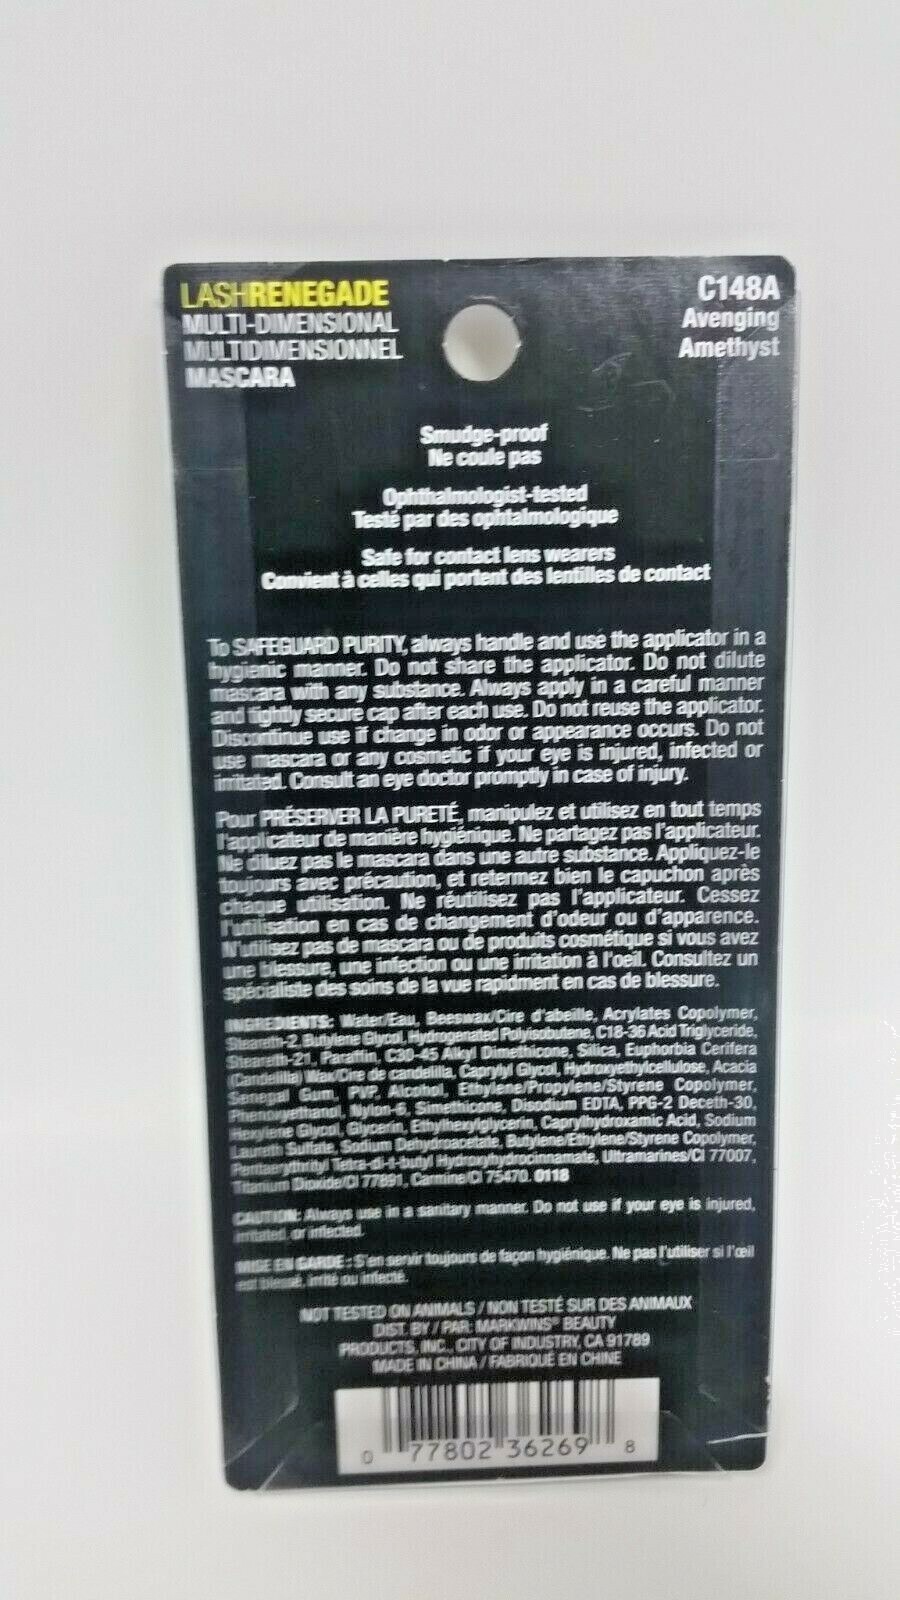 LASHRENEGADE
MULTI-DIMENSIONAL
MULTIDIMENSIONNEL
MASCARA
C148A
Avenging
Amethyst
Smudge-proof
Ne coule pas
Ophthalmologist-tested
Testé par des ophtalmologique
Safe for contact lens wearers
Convient à celles qui portent des lentilles de contact
To SAFEGUARD PURITY, always handle and use the applicator in a
hygienic manner. Do not share the applicator. Do not dilute
mascara with any substance. Always apply in a careful manner
and tightly secure cap after each use. Do not reuse the applicator.
Discontinue use if change in odor or appearance occurs. Do not
use mascara or any cosmetic if your eye is injured, infected or
irritated. Consult an eye doctor promptly in case of injury.
Pour PRÉSERVER LA PURETÉ, manipulez et utilisez en tout temps
l'applicateur de manière hygiénique. Ne partagez pas l'applicateur.
Ne diluez pas le mascara dans une autre substance. Appliquez-le
toujours avec précaution, et refermez bien le capuchon après
chaque utilisation. Ne réutilisez pas l'applicateur. Cessez
l'utilisation en cas de changement d'odeur ou d'apparence.
N'utilisez pas de mascara ou de produits cosmétique si vous avez
une blessure, une infection ou une irritation à l'oeil. Consultez un
spécialiste des soins de la vue rapidment en cas de blessure.
INGREDIENTS: Water/Eau, Beeswax/Cire d'abeille, Acrylates Copolymer,
Steareth-2, Butylene Glycol, Hydrogenated Polyisobutene, C18-36 Acid Triglyceride,
Steareth-21, Paraffin, C30-45 Alkyl Dimethicone, Silica, Euphorbia Cerifera
(Candelilla) Wax/Cire de candelilla, Caprylyl Glycol, Hydroxyethylcellulose, Acacia
Senegal Gum, PVP, Alcohol, Ethylene/Propylene/Styrene Copolymer,
Phenoxyethanol, Nylon-6, Simethicone, Disodium EDTA, PPG-2 Deceth-30,
Hexylene Glycol, Glycerin, Ethylhexylglycerin, Caprylhydroxamic Acid, Sodium
Laureth Sulfate, Sodium Dehydroacetate, Butylene/Ethylene/Styrene Copolymer,
Pentaerythrityl Tetra-di-t-butyl Hydroxyhydrocinnamate, Ultramarines/CI 77007,
Titanium Dioxide/CI 77891, Carmine/CI 75470. 0118
CAUTION: Always use in a sanitary manner. Do not use if your eye is injured,
irritated, or infected.
MISE EN GARDE : S'en servir toujours de façon hygiénique. Ne pas l'utiliser si l'œil
est blessé, irrité ou infecté.
NOT TESTED ON ANIMALS / NON TESTÉ SUR DES ANIMAUX
DIST. BY / PAR: MARKWINS® BEAUTY
PRODUCTS, INC., CITY OF INDUSTRY, CA 91789
MADE IN CHINA / FABRIQUÉ EN CHINE
0 77802 36269 8